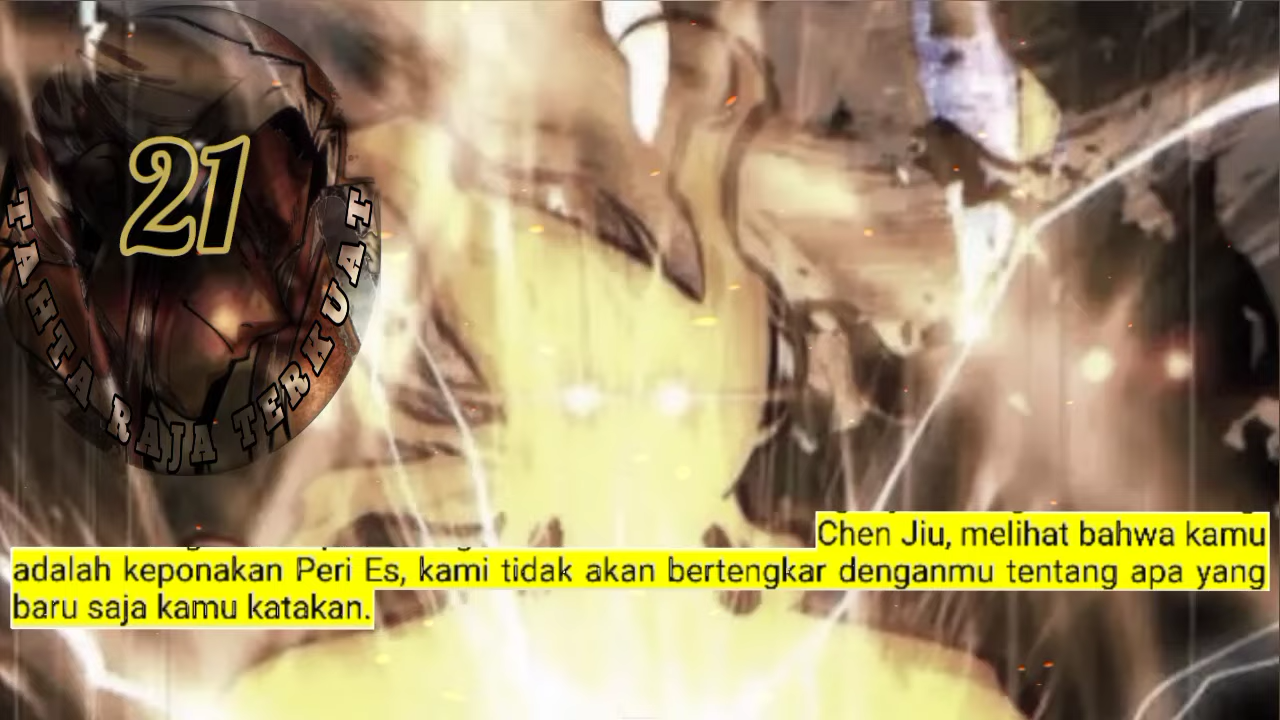 21
TAHTA RAJA TERKUAT
Chen Jiu, melihat bahwa kamu
adalah keponakan Peri Es, kami tidak akan bertengkar denganmu tentang apa yang
baru saja kamu katakan.